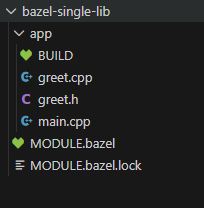 bazel-single-lib
app
BUILD
greet.cpp
C greet.h
main.cpp
MODULE.bazel
MODULE.bazel.lock